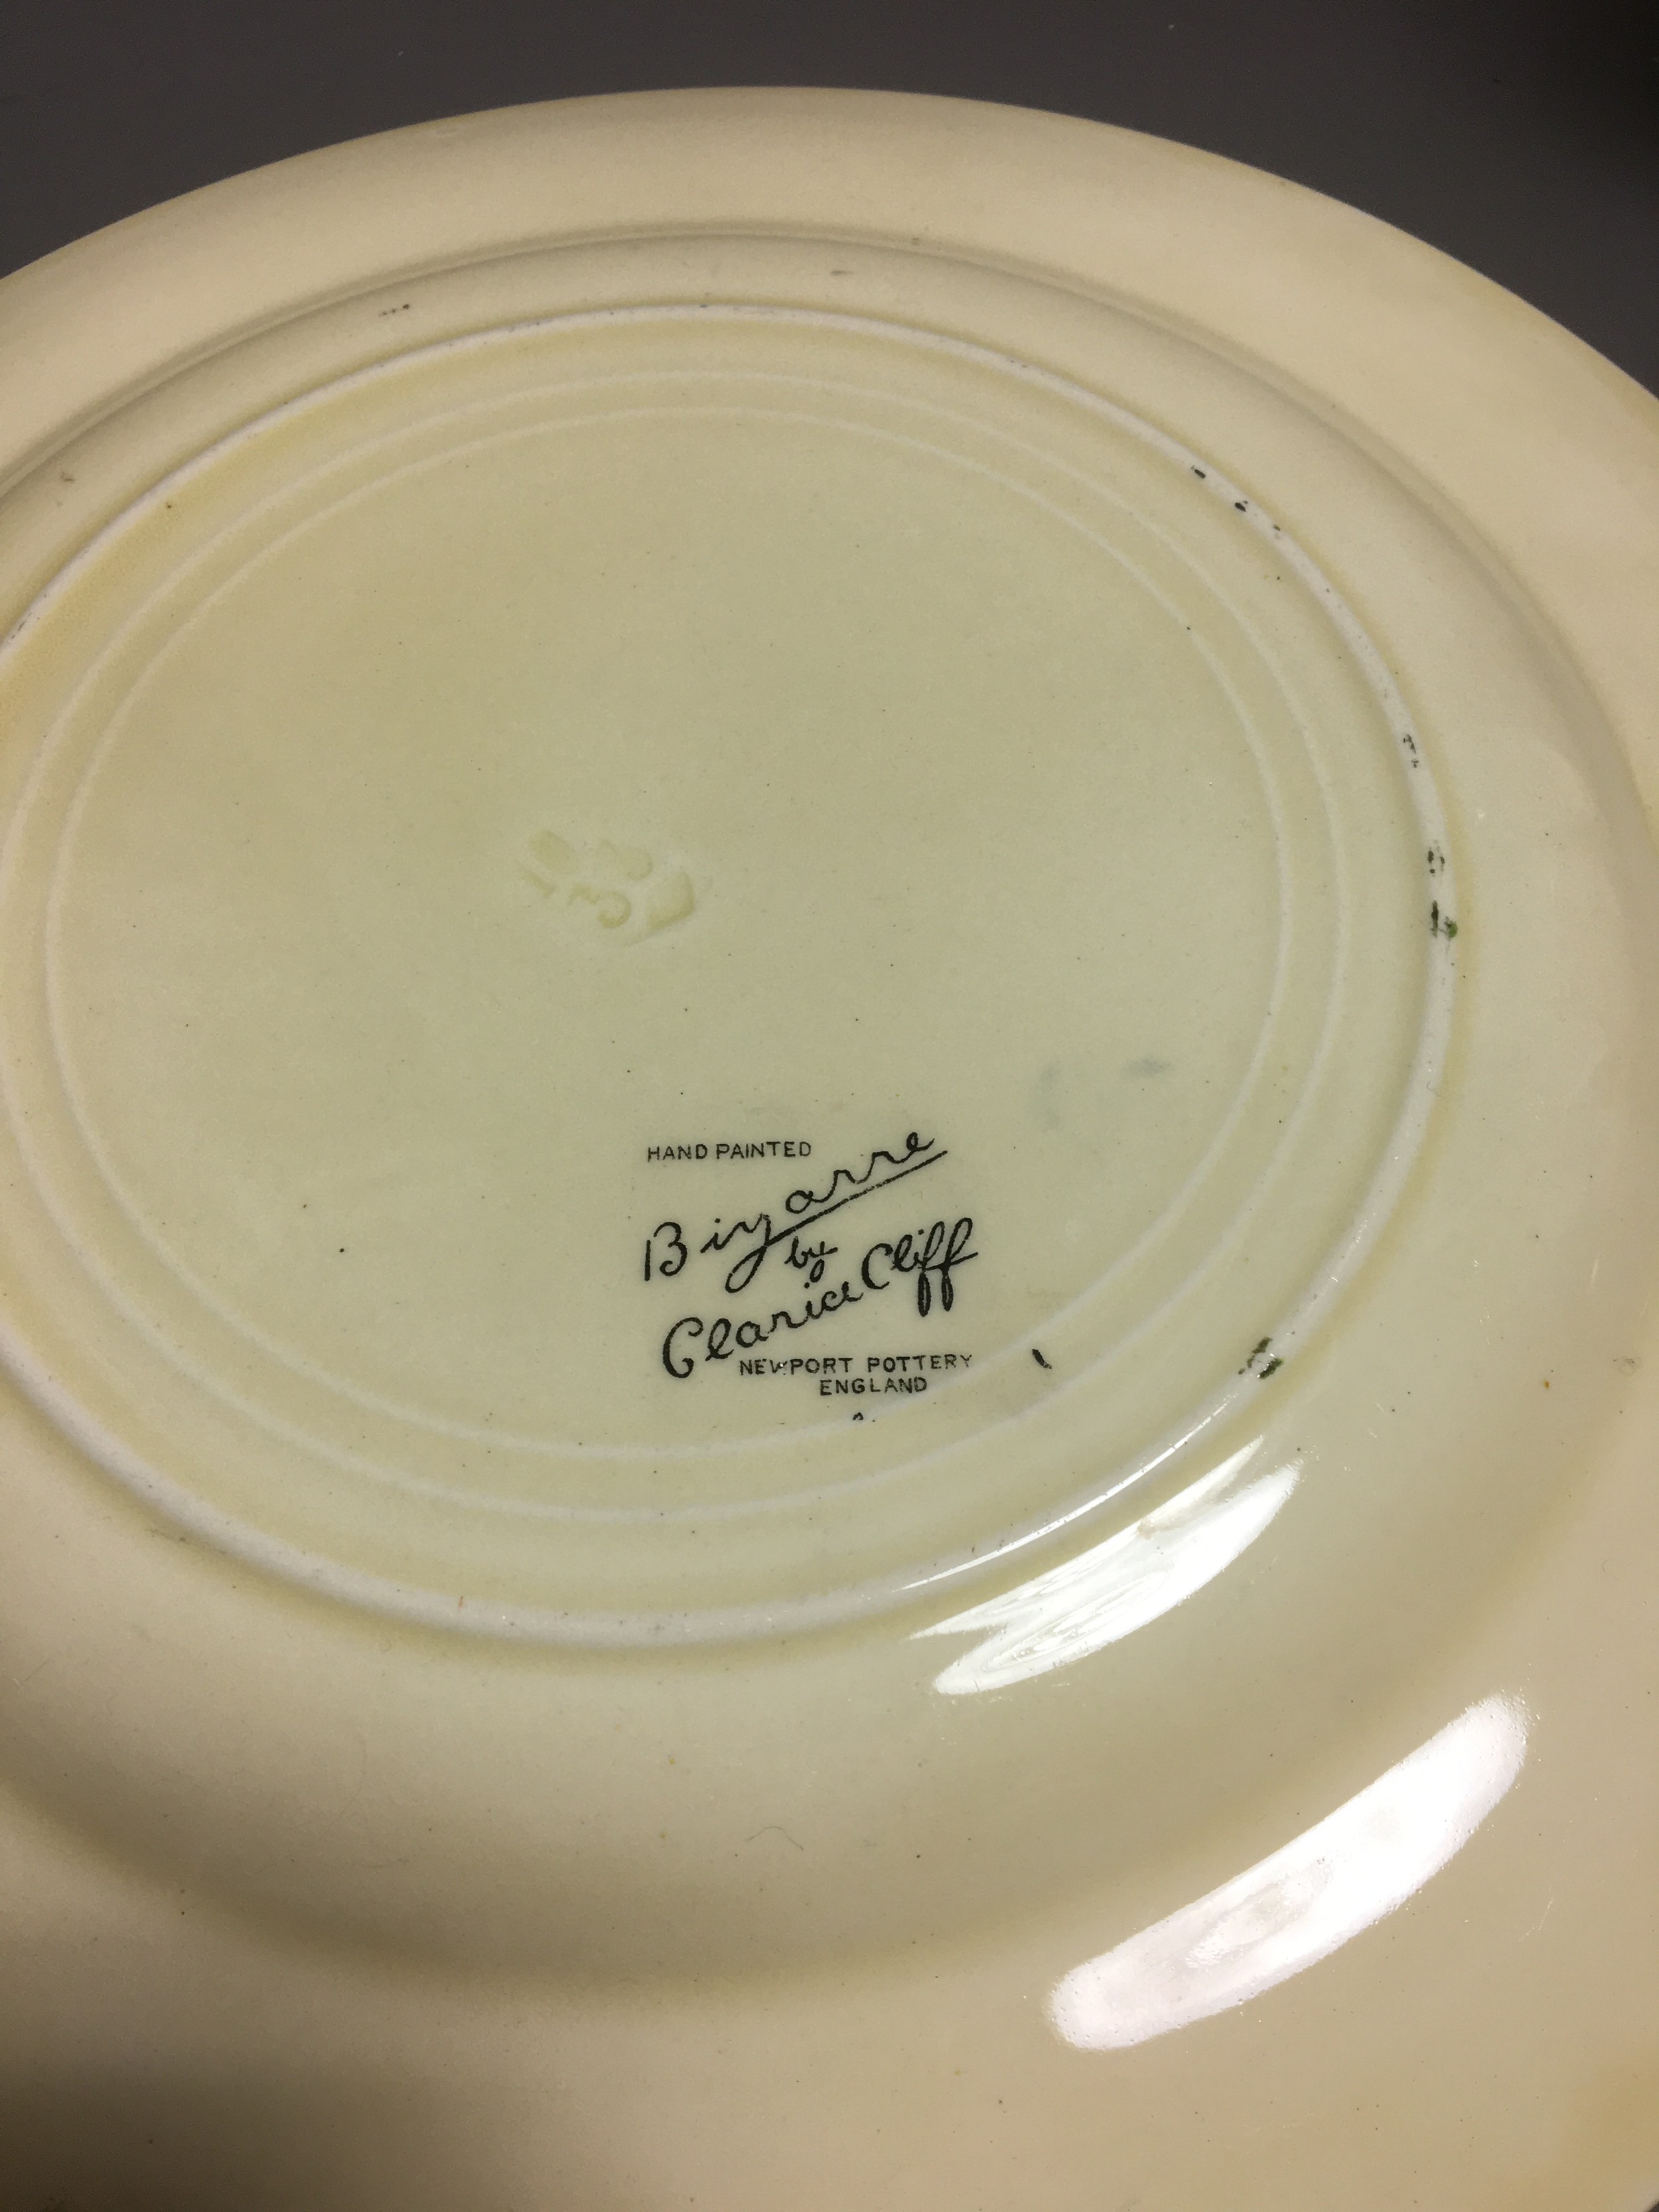 HAND PAINTED
Bizarre
by
Clarice Cliff
NEWPORT POTTERY
ENGLAND